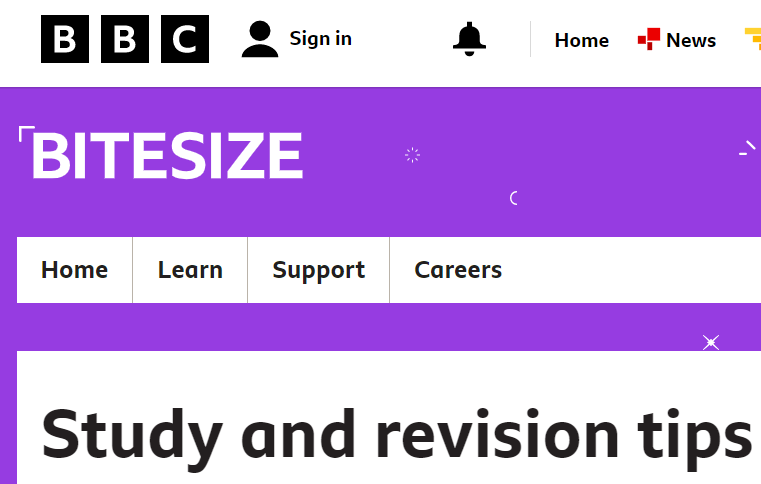 BBC Sign in Home News
BITESIZE
Home Learn Support Careers
Study and revision tips